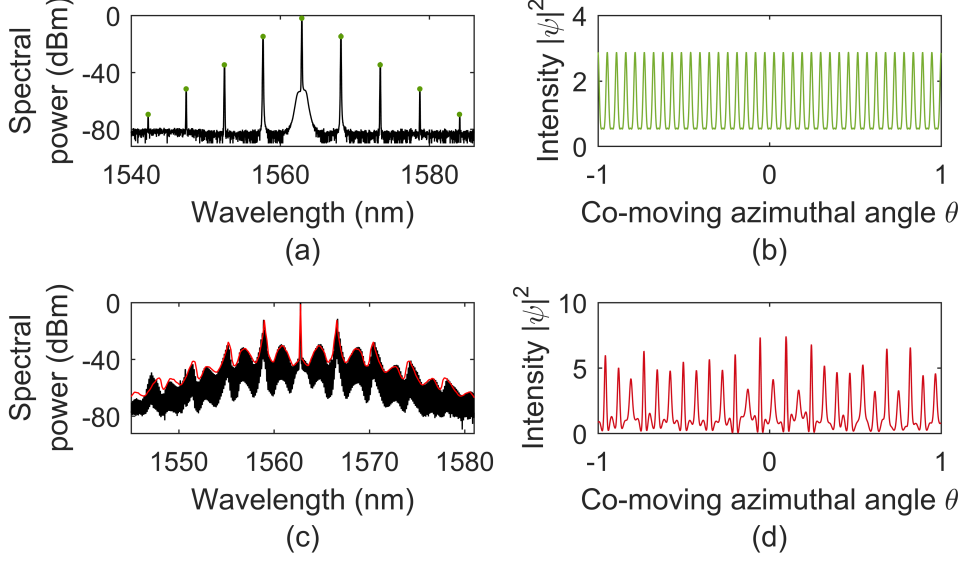 Spectral
power (dBm)
0
-40
-80
1540
1560
1580
Wavelength (nm)
(a)
Intensity |ψ|²
4
2
0
-1
0
1
Co-moving azimuthal angle θ
(b)
Spectral
power (dBm)
0
-40
-80
1550
1560
1570
1580
Wavelength (nm)
(c)
Intensity |ψ|²
10
5
0
-1
0
1
Co-moving azimuthal angle θ
(d)